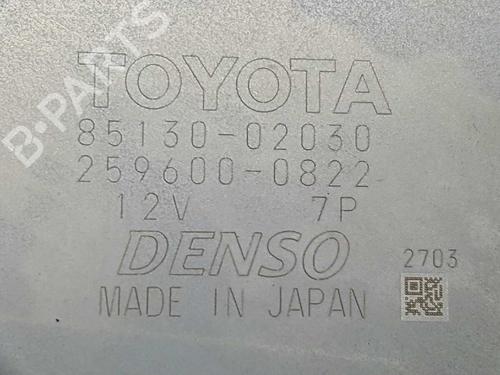 B-PARTS
TOYOTA
85130-02030
259600-0822
12V 7P
DENSO 2703
MADE IN JAPAN